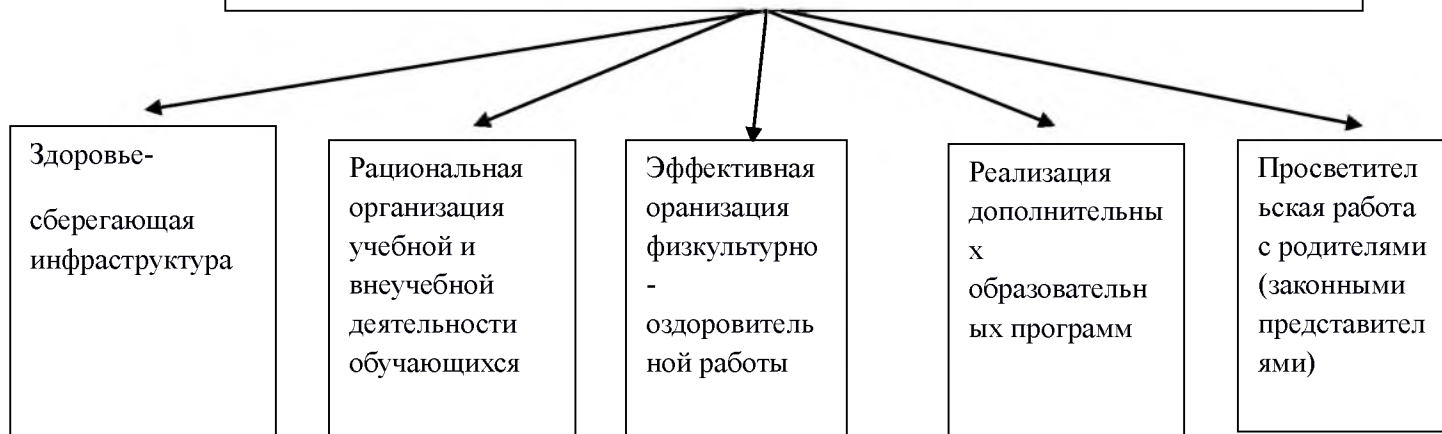 Здоровье-
сберегающая
инфраструктура
Рациональная
организация
учебной и
внеучебной
деятельности
обучающихся
Эффективная
оранизация
физкультурно
-
оздоровитель
ной работы
Реализация
дополнительны
х
образовательн
ых программ
Просветител
ьская работа
с родителями
(законными
представител
ями)